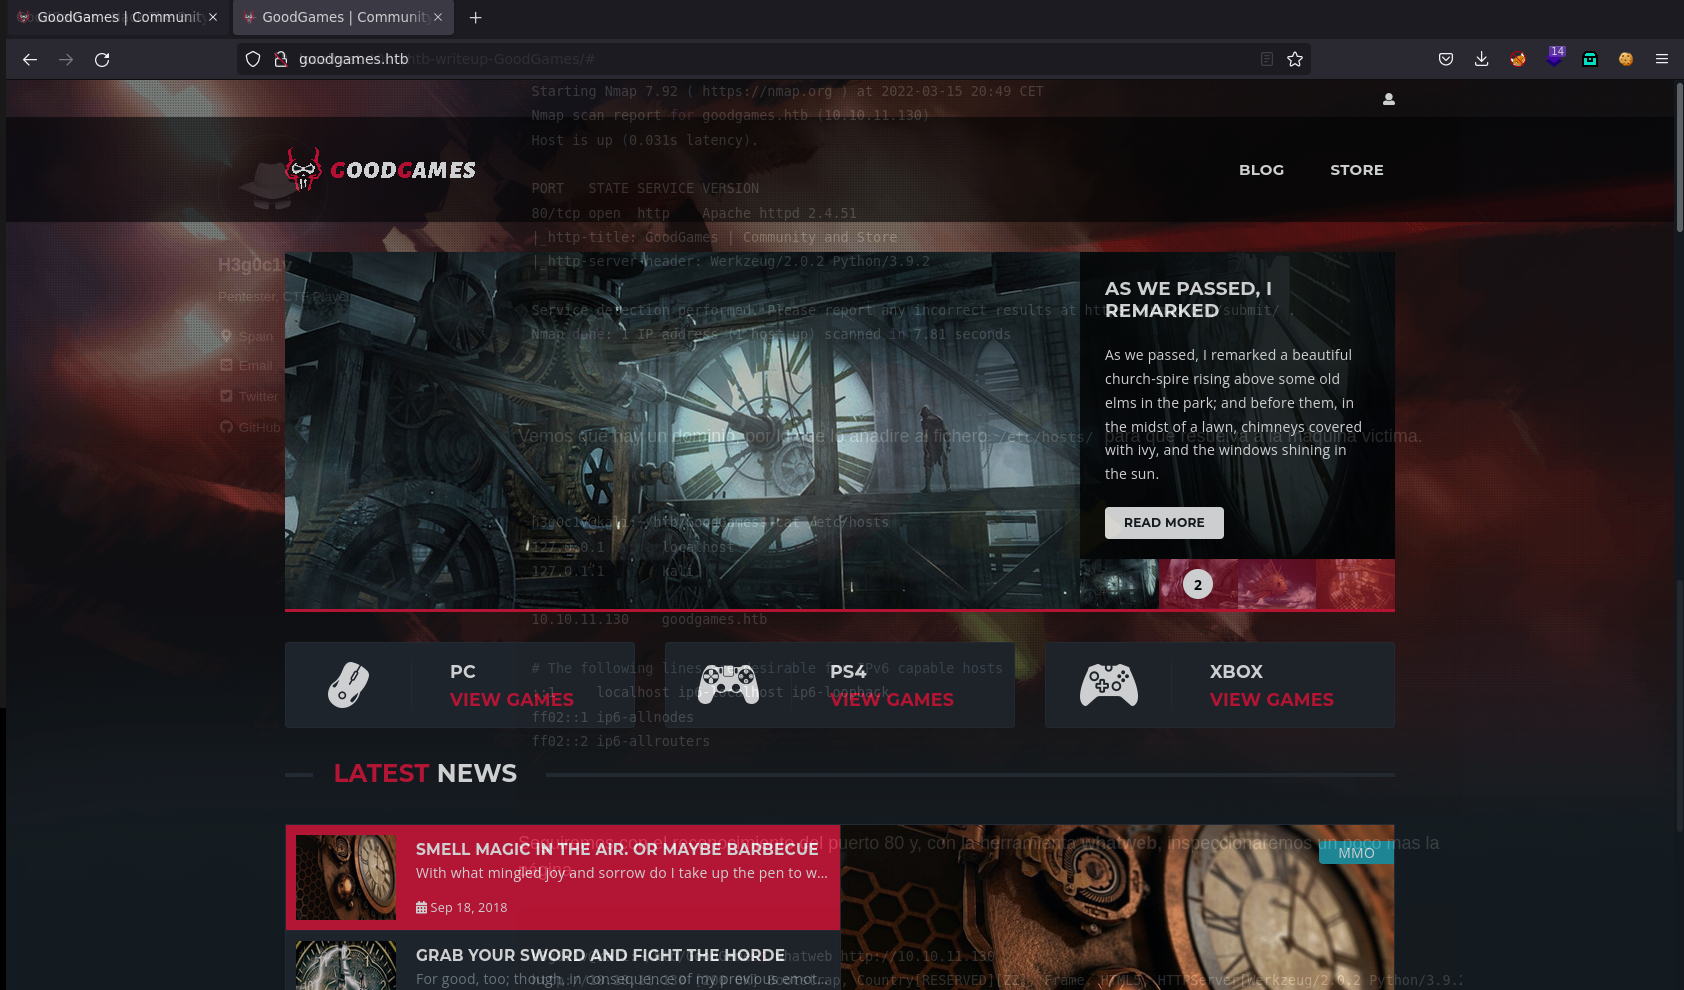 GoodGames | Communit
GoodGames | Communit
goodgames.htb
htb-writeup-GoodGames/#
14
Starting Nmap 7.92 ( https://nmap.org ) at 2022-03-15 20:49 CET
Nmap scan report for goodgames.htb (10.10.11.130)
Host is up (0.031s latency).
GOODGAMES
BLOG
STORE
PORT STATE SERVICE VERSION
80/tcp open http Apache httpd 2.4.51
|_http-title: GoodGames | Community and Store
|_http-server-header: Werkzeug/2.0.2 Python/3.9.2
H3g0c1v
Pentester, CTF Player
Spain
Email
Twitter
GitHub
Service detection performed. Please report any incorrect results at /submit/ .
Nmap done: 1 IP address (1 host up) scanned in 7.81 seconds
AS WE PASSED, I
REMARKED
As we passed, I remarked a beautiful
church-spire rising above some old
elms in the park; and before them, in
the midst of a lawn, chimneys covered
with ivy, and the windows shining in
the sun.
READ MORE
2
Vemos que hay un dominio, por lo que lo añadire al fichero /etc/hosts/ para que resuelva a la maquina victima.
h3g0c1v@kali:~/htb/GoodGames$ cat /etc/hosts
127.0.0.1 localhost
127.0.1.1 kali
10.10.11.130 goodgames.htb
# The following lines are desirable for IPv6 capable hosts
::1 localhost ip6-localhost ip6-loopback
ff02::1 ip6-allnodes
ff02::2 ip6-allrouters
PC
VIEW GAMES
PS4
VIEW GAMES
XBOX
VIEW GAMES
LATEST NEWS
Seguiremos con el reconocimiento del puerto 80 y, con la herramienta whatweb, inspeccionaremos un poco mas la
página.
SMELL MAGIC IN THE AIR. OR MAYBE BARBECUE
With what mingled joy and sorrow do I take up the pen to w...
Sep 18, 2018
MMO
GRAB YOUR SWORD AND FIGHT THE HORDE
For good, too; though, in consequence of my previous emot...
whatweb http://10.10.11.130
Bootstrap, Country[RESERVED][ZZ], Frame, HTML5, HTTPServer[Werkzeug/2.0.2 Python/3.9.2